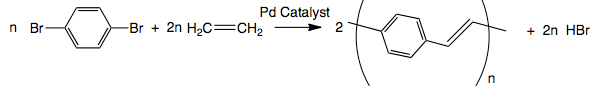 Pd Catalyst
n Br Br + 2n H₂C=CH₂ 2 + 2n HBr
n